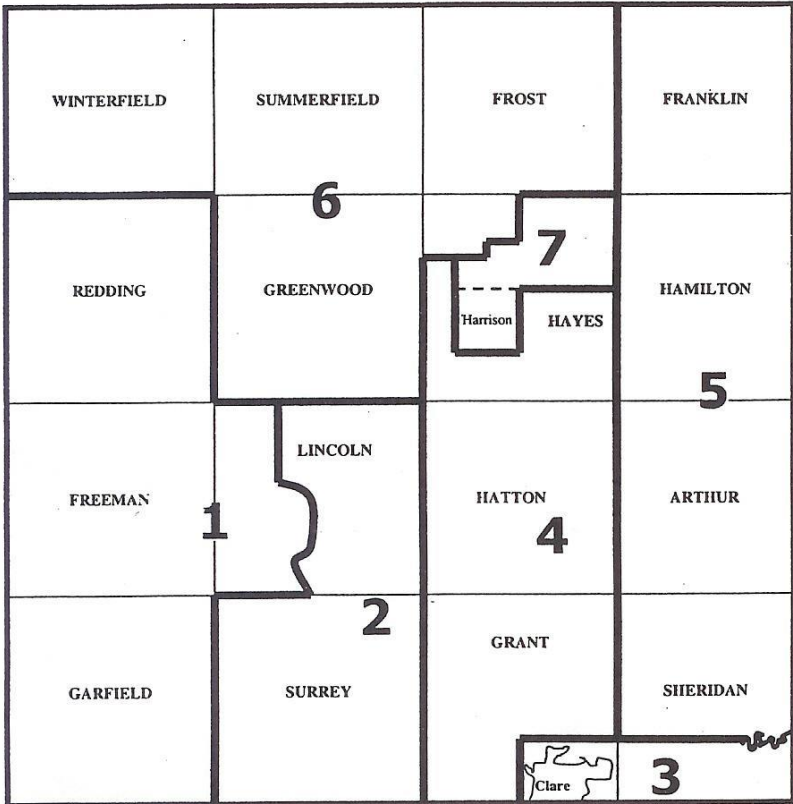 WINTERFIELD
SUMMERFIELD
FROST
FRANKLIN
6
7
REDDING
GREENWOOD
Harrison
HAYES
HAMILTON
5
LINCOLN
FREEMAN
1
HATTON
4
ARTHUR
2
GRANT
GARFIELD
SURREY
SHERIDAN
Clare
3